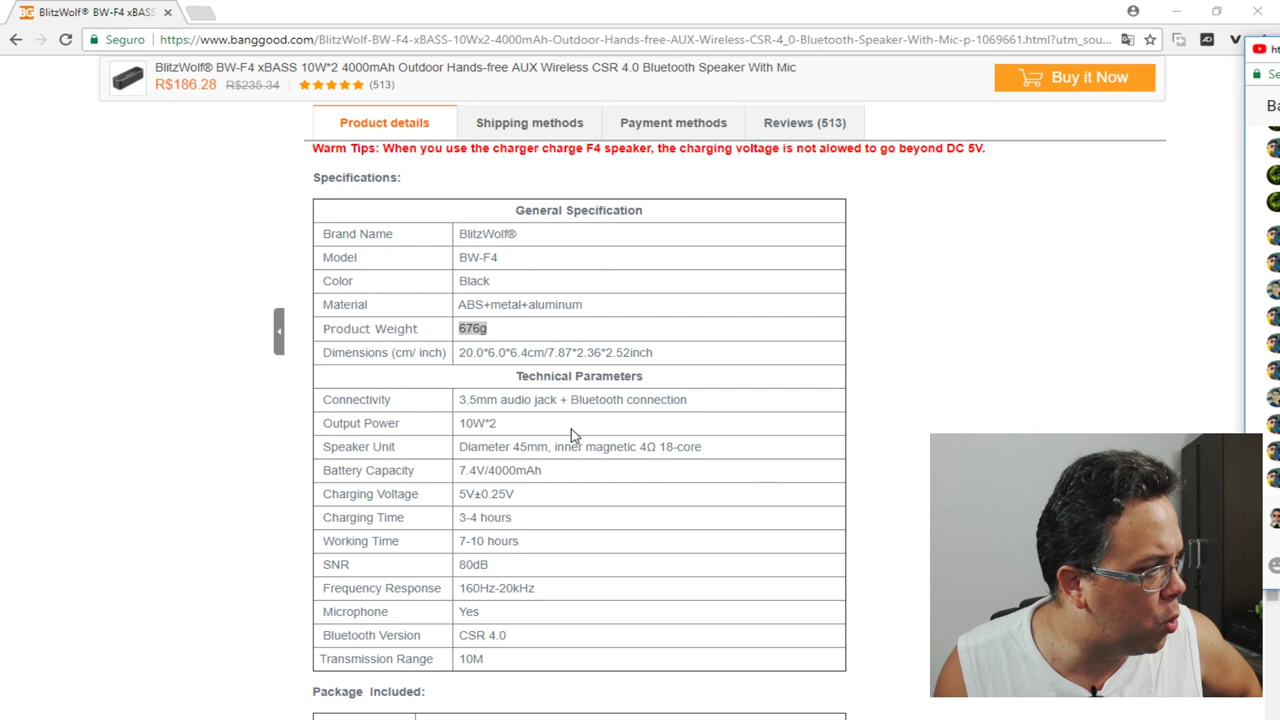 BlitzWolf® BW-F4 xBASS
Seguro https://www.banggood.com/BlitzWolf-BW-F4-xBASS-10Wx2-4000mAh-Outdoor-Hands-free-AUX-Wireless-CSR-4_0-Bluetooth-Speaker-With-Mic-p-1069661.html?utm_sou...
BlitzWolf® BW-F4 xBASS 10W*2 4000mAh Outdoor Hands-free AUX Wireless CSR 4.0 Bluetooth Speaker With Mic
R$186.28 R$235.34 (513)
Buy it Now
Product details Shipping methods Payment methods Reviews (513)
Warm Tips: When you use the charger charge F4 speaker, the charging voltage is not alowed to go beyond DC 5V.
Specifications:
General Specification
Brand Name BlitzWolf®
Model BW-F4
Color Black
Material ABS+metal+aluminum
Product Weight 676g
Dimensions (cm/ inch) 20.0*6.0*6.4cm/7.87*2.36*2.52inch
Technical Parameters
Connectivity 3.5mm audio jack + Bluetooth connection
Output Power 10W*2
Speaker Unit Diameter 45mm, inner magnetic 4Ω 18-core
Battery Capacity 7.4V/4000mAh
Charging Voltage 5V±0.25V
Charging Time 3-4 hours
Working Time 7-10 hours
SNR 80dB
Frequency Response 160Hz-20kHz
Microphone Yes
Bluetooth Version CSR 4.0
Transmission Range 10M
Package Included: